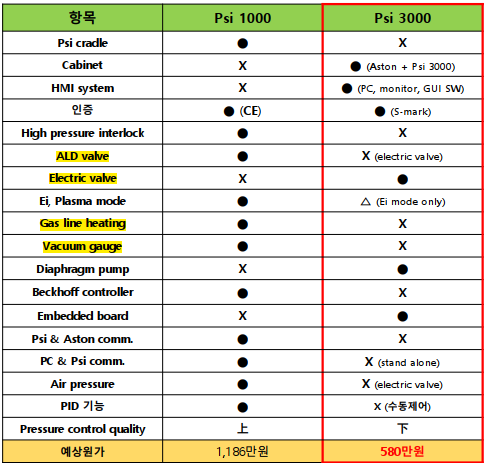 항목 Psi 1000 Psi 3000
Psi cradle ● X
Cabinet X ● (Aston + Psi 3000)
HMI system X ● (PC, monitor, GUI SW)
인증 ● (CE) ● (S-mark)
High pressure interlock ● X
ALD valve ● X (electric valve)
Electric valve X ●
Ei, Plasma mode ● △ (Ei mode only)
Gas line heating ● X
Vacuum gauge ● X
Diaphragm pump X ●
Beckhoff controller ● X
Embedded board X ●
Psi & Aston comm. ● X
PC & Psi comm. ● X (stand alone)
Air pressure ● X (electric valve)
PID 기능 ● X (수동제어)
Pressure control quality 上 下
예상원가 1,186만원 580만원